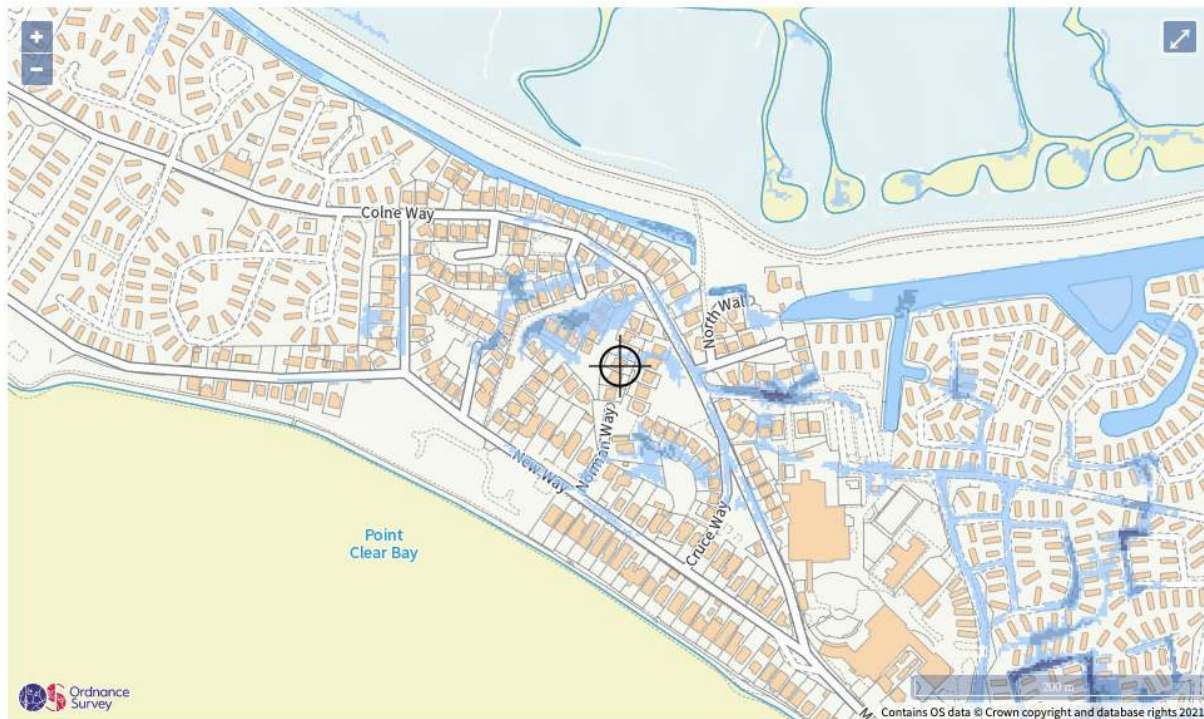 +
−
Colne Way
North Wal
Norman Way
New Way
Cruce Way
Point
Clear Bay
Ordnance
Survey
200 m
Contains OS data © Crown copyright and database rights 2021